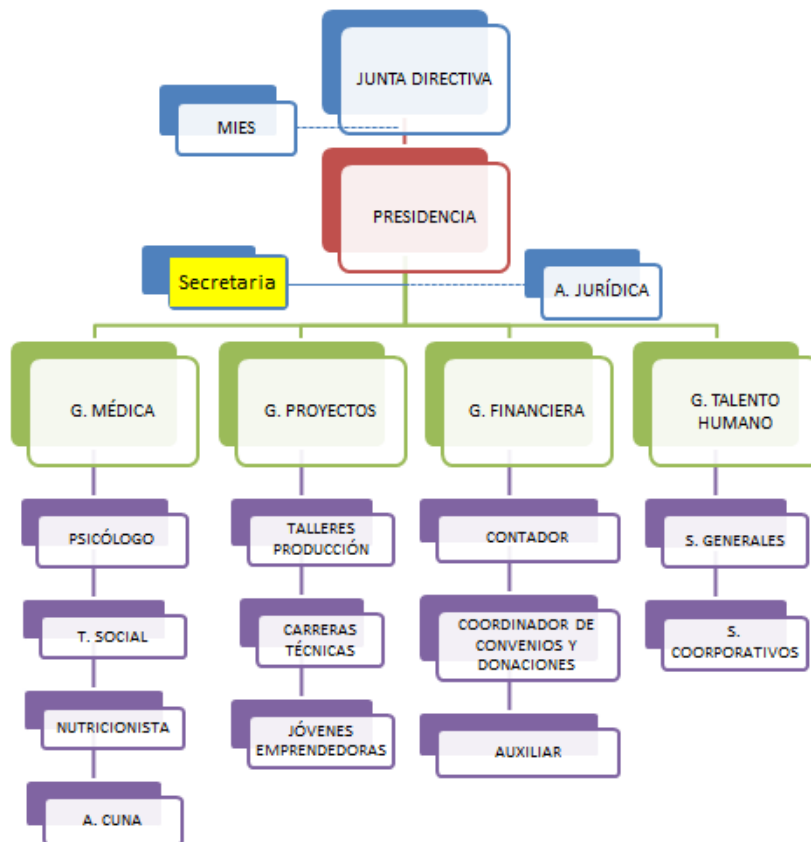 JUNTA DIRECTIVA
MIES
PRESIDENCIA
Secretaria
A. JURÍDICA
G. MÉDICA
G. PROYECTOS
G. FINANCIERA
G. TALENTO
HUMANO
PSICÓLOGO
TALLERES
PRODUCCIÓN
CONTADOR
S. GENERALES
T. SOCIAL
CARRERAS
TÉCNICAS
COORDINADOR DE
CONVENIOS Y
DONACIONES
S.
COORPORATIVOS
NUTRICIONISTA
JÓVENES
EMPRENDEDORAS
AUXILIAR
A. CUNA